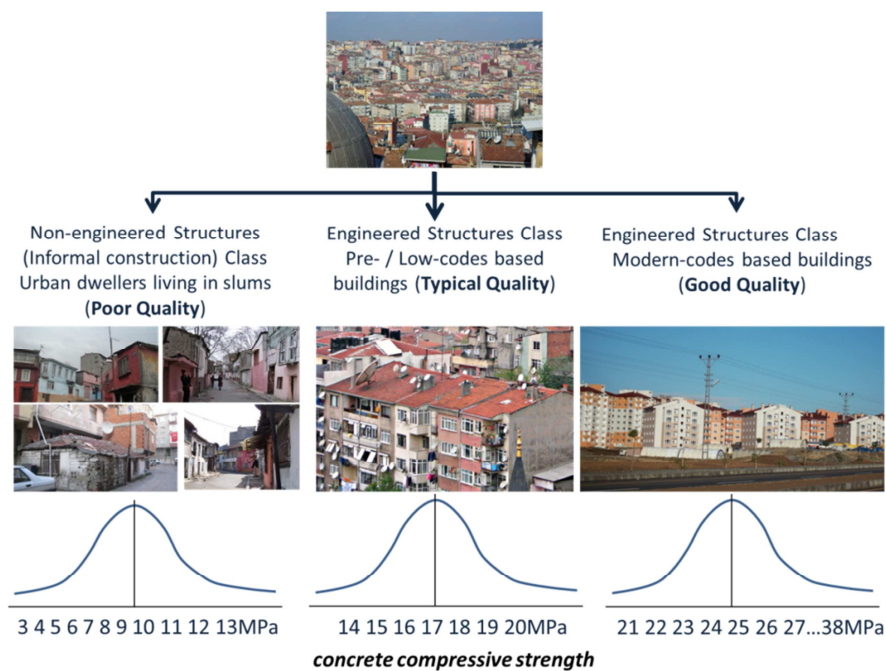 Non-engineered Structures
(Informal construction) Class
Urban dwellers living in slums
(Poor Quality)
Engineered Structures Class
Pre- / Low-codes based
buildings (Typical Quality)
Engineered Structures Class
Modern-codes based buildings
(Good Quality)
3 4 5 6 7 8 9 10 11 12 13MPa
14 15 16 17 18 19 20MPa
21 22 23 24 25 26 27...38MPa
concrete compressive strength